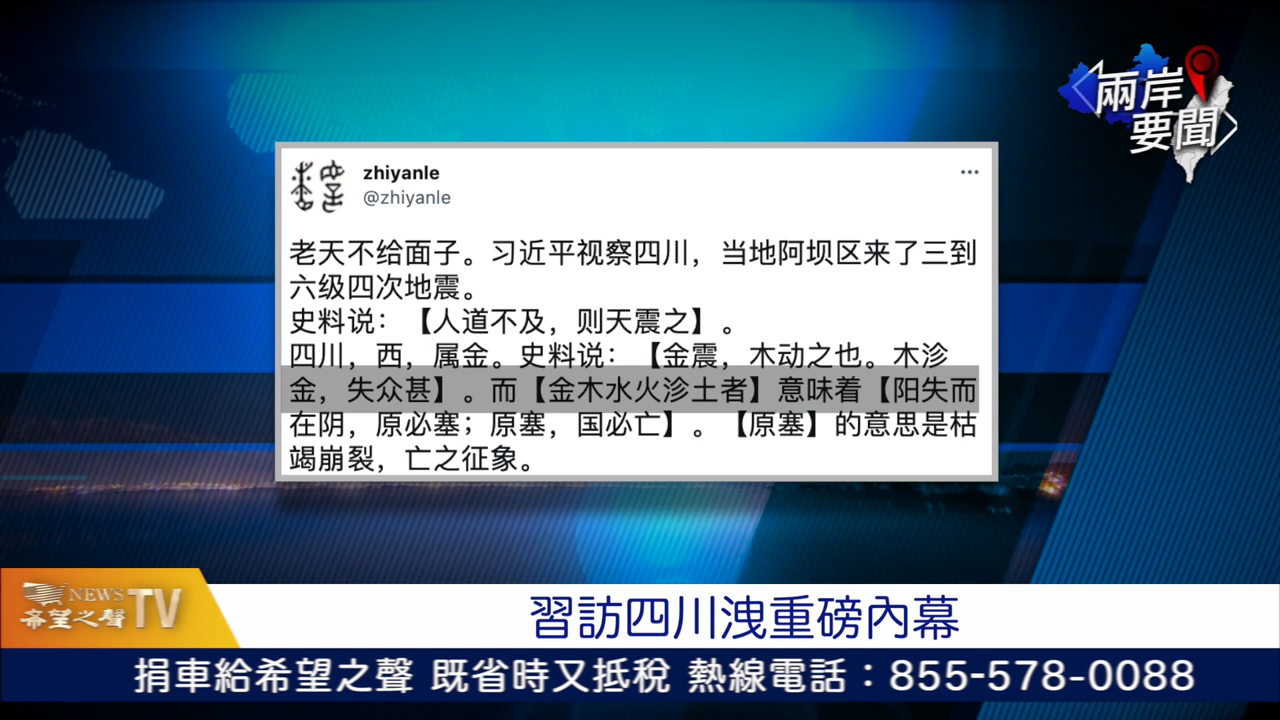 兩岸
要聞
zhiyanle
@zhiyanle
老天不给面子。习近平视察四川，当地阿坝区来了三到
六级四次地震。
史料说：【人道不及，则天震之】。
四川，西，属金。史料说：【金震，木动之也。木沴
金，失众甚】。而【金木水火沴土者】意味着【阳失而
在阴，原必塞；原塞，国必亡】。【原塞】的意思是枯
竭崩裂，亡之征象。
NEWS
希望之聲 TV
習訪四川洩重磅內幕
捐車給希望之聲 既省時又抵稅 熱線電話：855-578-0088